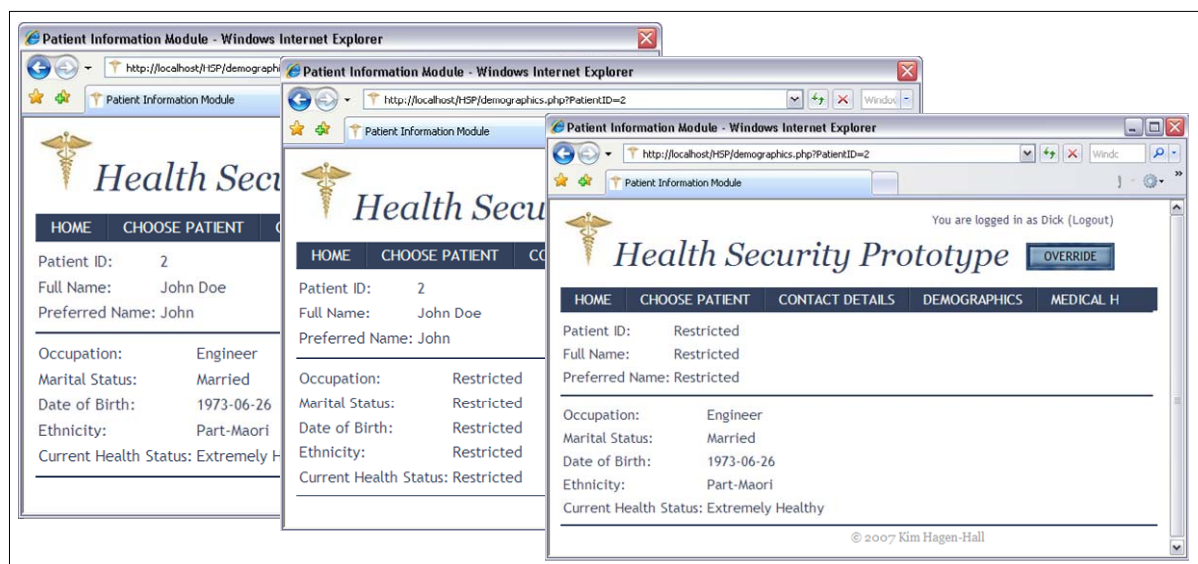 Patient Information Module - Windows Internet Explorer
http://localhost/HSP/demographi
Patient Information Module
Health Secu
HOME CHOOSE PATIENT
Patient ID: 2
Full Name: John Doe
Preferred Name: John
Occupation: Engineer
Marital Status: Married
Date of Birth: 1973-06-26
Ethnicity: Part-Maori
Current Health Status: Extremely H
Patient Information Module - Windows Internet Explorer
http://localhost/HSP/demographics.php?PatientID=2
Patient Information Module
Health Secu
HOME CHOOSE PATIENT CO
Patient ID: 2
Full Name: John Doe
Preferred Name: John
Occupation: Restricted
Marital Status: Restricted
Date of Birth: Restricted
Ethnicity: Restricted
Current Health Status: Restricted
Patient Information Module - Windows Internet Explorer
http://localhost/HSP/demographics.php?PatientID=2 Windc
Patient Information Module
You are logged in as Dick (Logout)
Health Security Prototype OVERRIDE
HOME CHOOSE PATIENT CONTACT DETAILS DEMOGRAPHICS MEDICAL H
Patient ID: Restricted
Full Name: Restricted
Preferred Name: Restricted
Occupation: Engineer
Marital Status: Married
Date of Birth: 1973-06-26
Ethnicity: Part-Maori
Current Health Status: Extremely Healthy
© 2007 Kim Hagen-Hall